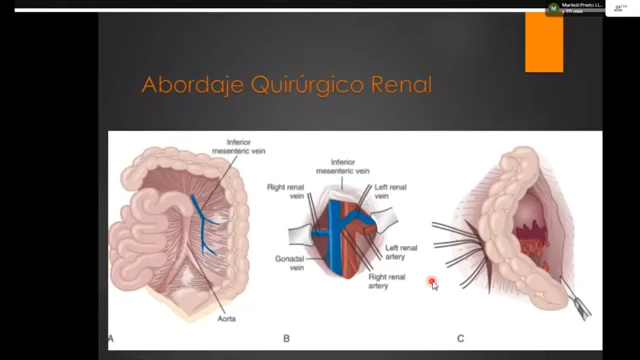 M
Abordaje Quirúrgico Renal
Inferior
mesenteric vein
Aorta
A
Inferior
mesenteric vein
Right renal
vein
Left renal
vein
Gonadal
vein
Left renal
artery
Right renal
artery
B
C